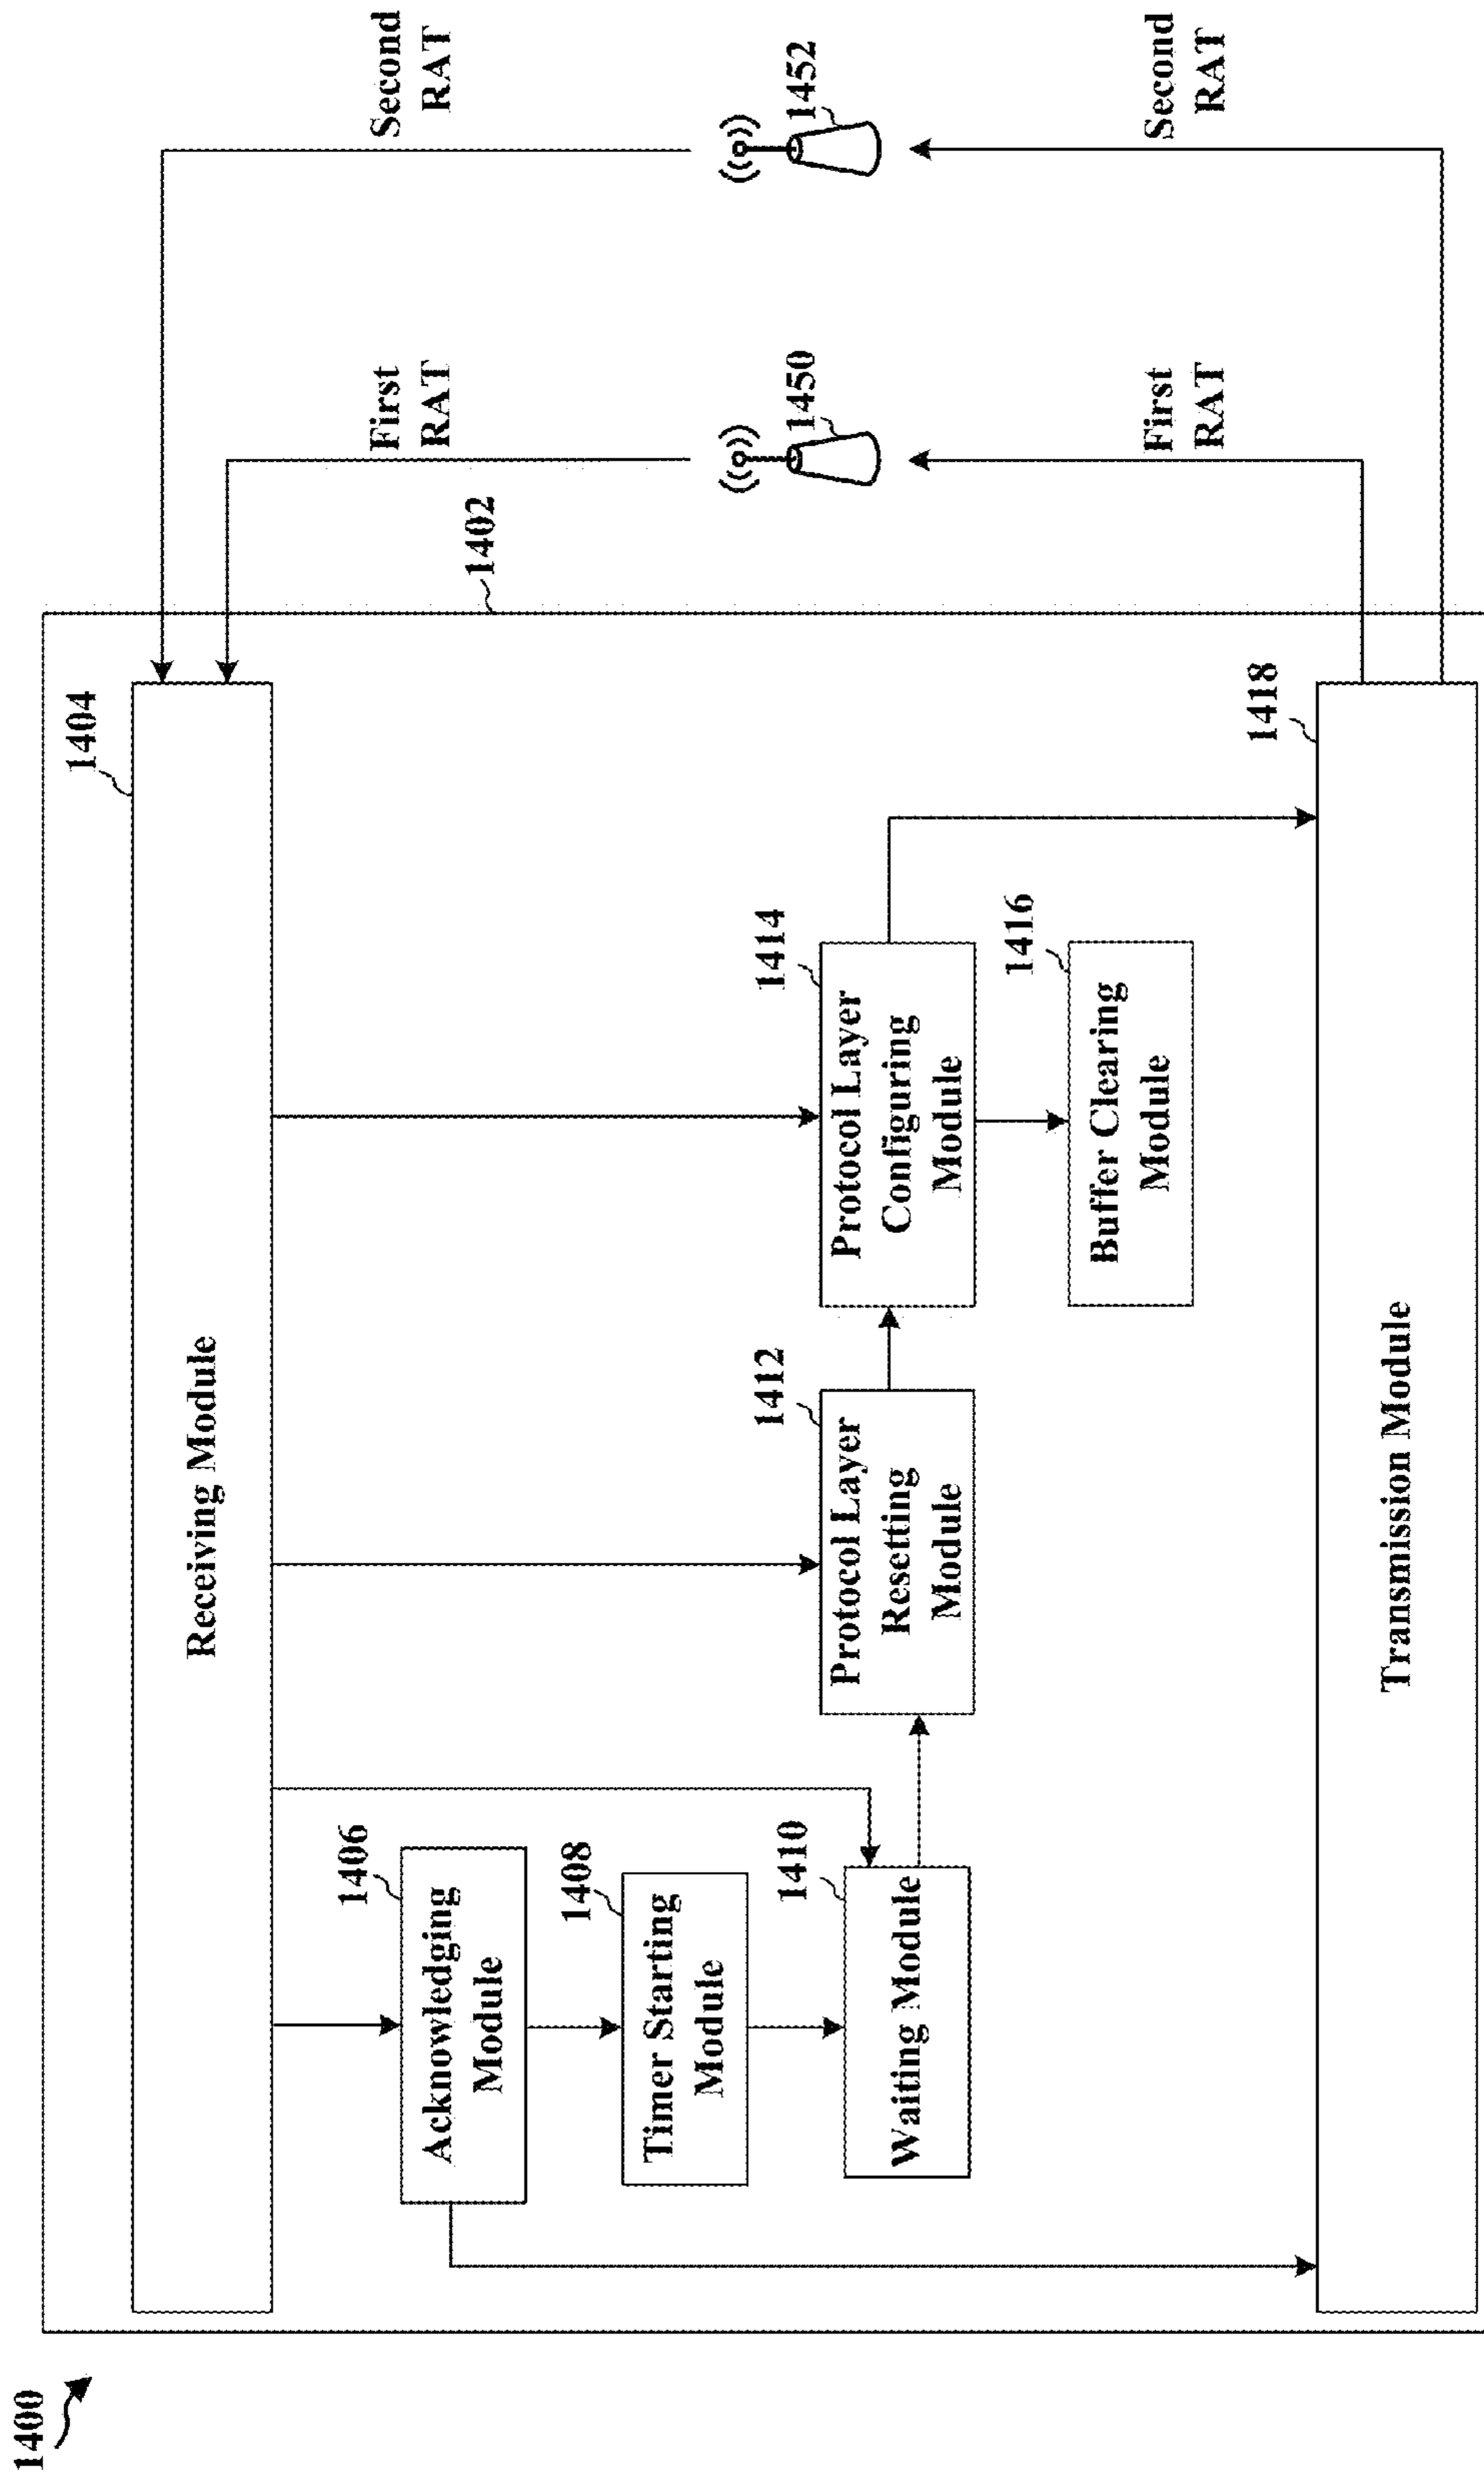 1400
1402
1404
Receiving Module
1406
Acknowledging
Module
1408
Timer Starting
Module
1410
Waiting Module
1412
Protocol Layer
Resetting
Module
1414
Protocol Layer
Configuring
Module
1416
Buffer Clearing
Module
1418
Transmission Module
First
RAT
Second
RAT
1450
1452
First
RAT
Second
RAT